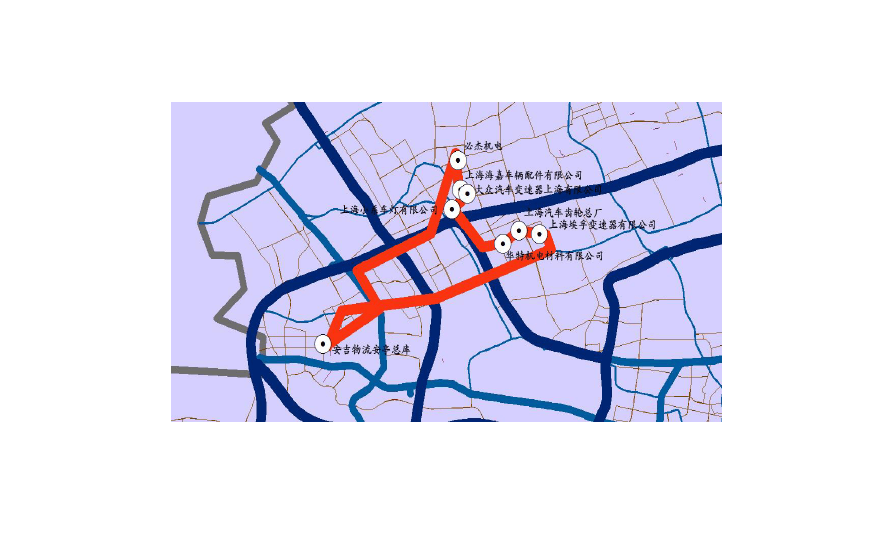 必杰机电
上海海嘉车辆配件有限公司
大众汽车变速器上海有限公司
上海小糸车灯有限公司
上海汽车齿轮总厂
上海埃孚变速器有限公司
华特机电材料有限公司
安吉物流安亭总库